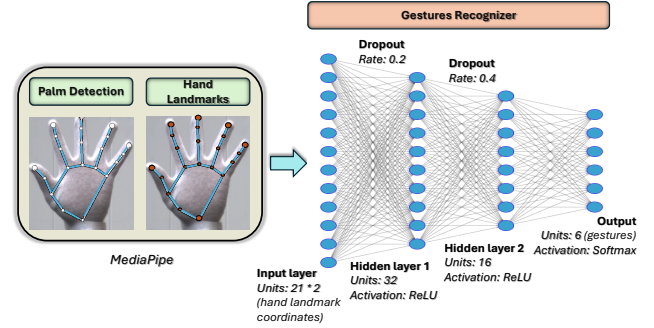 Gestures Recognizer
Palm Detection
Hand
Landmarks
MediaPipe
Dropout
Rate: 0.2
Dropout
Rate: 0.4
Input layer
Units: 21 * 2
(hand landmark
coordinates)
Hidden layer 1
Units: 32
Activation: ReLU
Hidden layer 2
Units: 16
Activation: ReLU
Output
Units: 6 (gestures)
Activation: Softmax